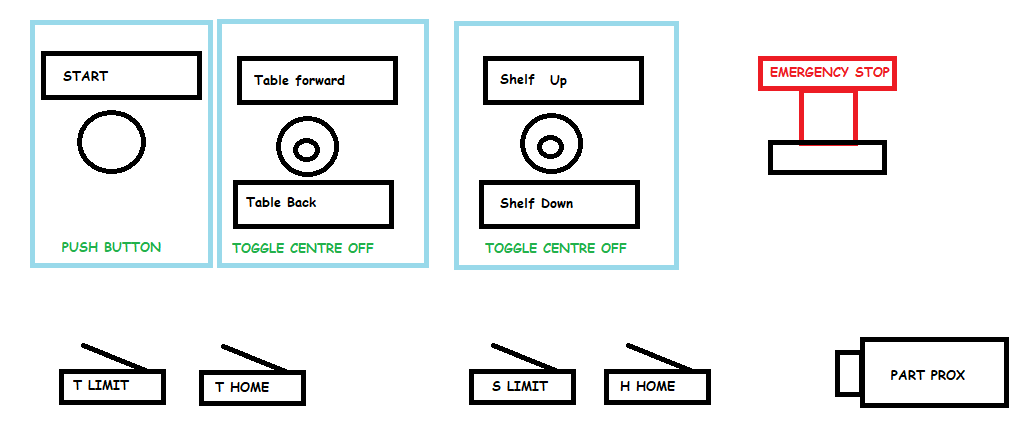 START
Table forward
Shelf Up
EMERGENCY STOP
Table Back
Shelf Down
PUSH BUTTON
TOGGLE CENTRE OFF
TOGGLE CENTRE OFF
T LIMIT
T HOME
S LIMIT
H HOME
PART PROX